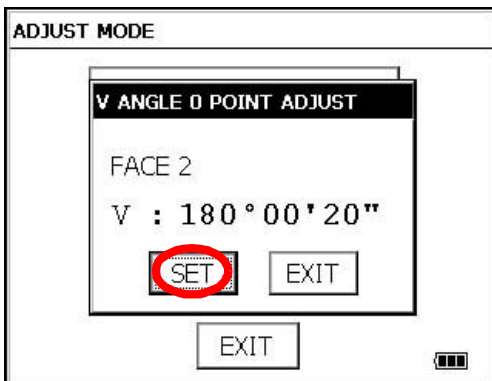 ADJUST MODE
V ANGLE 0 POINT ADJUST
FACE 2
V : 180°00'20"
SET EXIT
EXIT